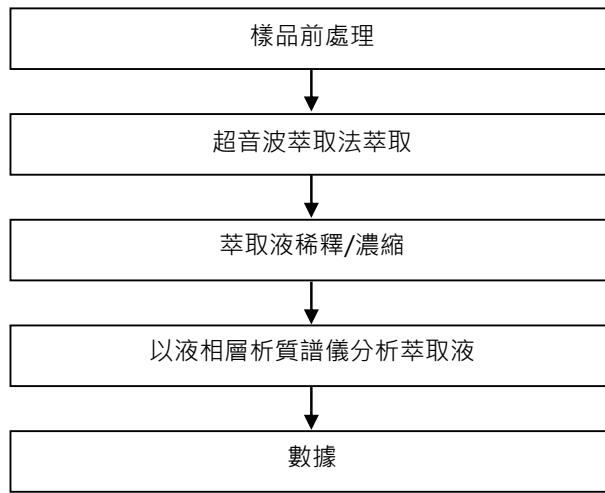 樣品前處理
超音波萃取法萃取
萃取液稀釋/濃縮
以液相層析質譜儀分析萃取液
數據